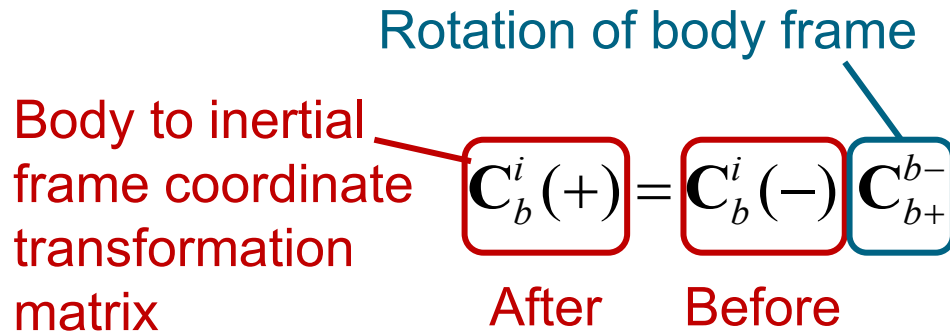 Rotation of body frame
Body to inertial
frame coordinate
transformation
matrix
C_b^i(+) = C_b^i(−) C_{b+}^{b−}
After Before